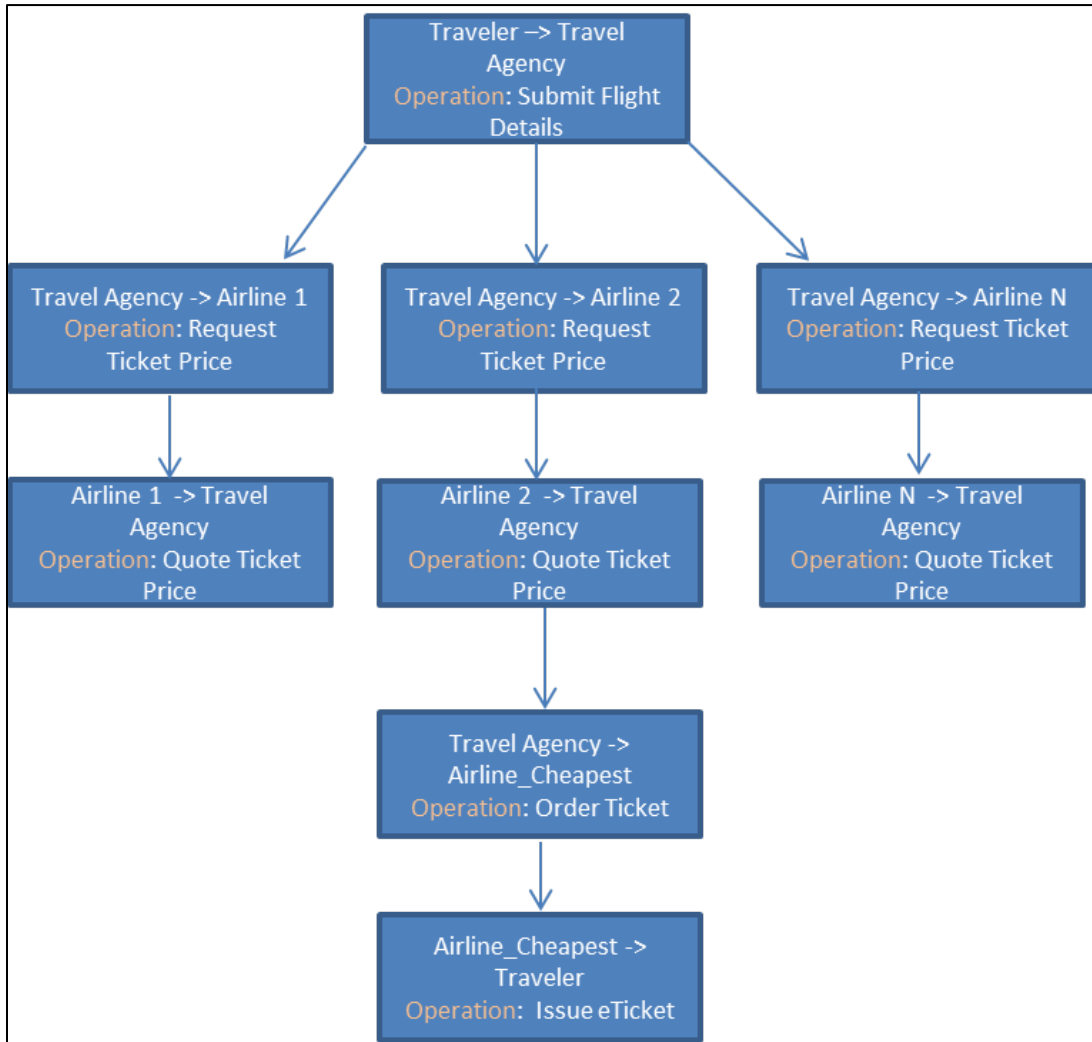 Traveler –> Travel
Agency
Operation: Submit Flight
Details
Travel Agency -> Airline 1
Operation: Request
Ticket Price
Travel Agency -> Airline 2
Operation: Request
Ticket Price
Travel Agency -> Airline N
Operation: Request Ticket
Price
Airline 1 -> Travel
Agency
Operation: Quote Ticket
Price
Airline 2 -> Travel
Agency
Operation: Quote Ticket
Price
Airline N -> Travel
Agency
Operation: Quote Ticket
Price
Travel Agency ->
Airline_Cheapest
Operation: Order Ticket
Airline_Cheapest ->
Traveler
Operation: Issue eTicket